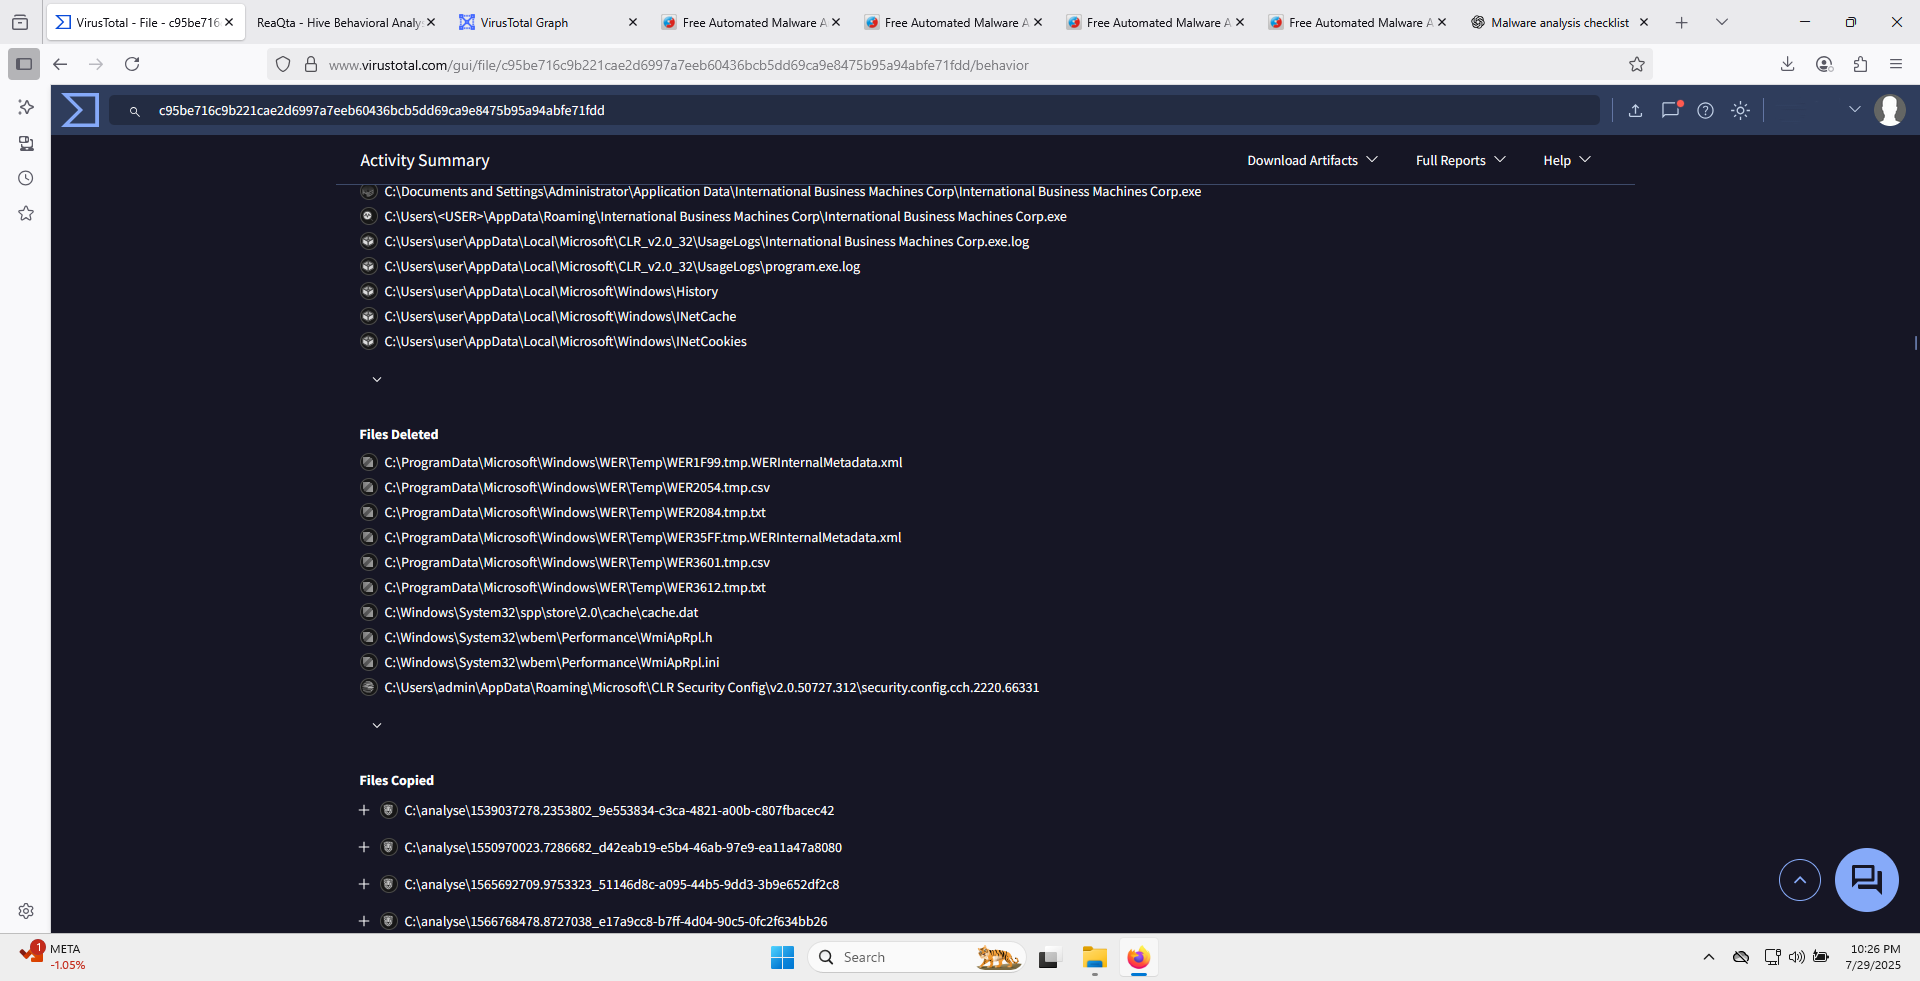 VirusTotal - File - c95be716
ReaQta - Hive Behavioral Analys
VirusTotal Graph
Free Automated Malware A
Free Automated Malware A
Free Automated Malware A
Free Automated Malware A
Malware analysis checklist
www.virustotal.com/gui/file/c95be716c9b221cae2d6997a7eeb60436bcb5dd69ca9e8475b95a94abfe71fdd/behavior
c95be716c9b221cae2d6997a7eeb60436bcb5dd69ca9e8475b95a94abfe71fdd
Activity Summary
Download Artifacts
Full Reports
Help
C:\Documents and Settings\Administrator\Application Data\International Business Machines Corp\International Business Machines Corp.exe
C:\Users\<USER>\AppData\Roaming\International Business Machines Corp\International Business Machines Corp.exe
C:\Users\user\AppData\Local\Microsoft\CLR_v2.0_32\UsageLogs\International Business Machines Corp.exe.log
C:\Users\user\AppData\Local\Microsoft\CLR_v2.0_32\UsageLogs\program.exe.log
C:\Users\user\AppData\Local\Microsoft\Windows\History
C:\Users\user\AppData\Local\Microsoft\Windows\INetCache
C:\Users\user\AppData\Local\Microsoft\Windows\INetCookies
Files Deleted
C:\ProgramData\Microsoft\Windows\WER\Temp\WER1F99.tmp.WERInternalMetadata.xml
C:\ProgramData\Microsoft\Windows\WER\Temp\WER2054.tmp.csv
C:\ProgramData\Microsoft\Windows\WER\Temp\WER2084.tmp.txt
C:\ProgramData\Microsoft\Windows\WER\Temp\WER35FF.tmp.WERInternalMetadata.xml
C:\ProgramData\Microsoft\Windows\WER\Temp\WER3601.tmp.csv
C:\ProgramData\Microsoft\Windows\WER\Temp\WER3612.tmp.txt
C:\Windows\System32\spp\store\2.0\cache\cache.dat
C:\Windows\System32\wbem\Performance\WmiApRpl.h
C:\Windows\System32\wbem\Performance\WmiApRpl.ini
C:\Users\admin\AppData\Roaming\Microsoft\CLR Security Config\v2.0.50727.312\security.config.cch.2220.66331
Files Copied
C:\analyse\1539037278.2353802_9e553834-c3ca-4821-a00b-c807fbacec42
C:\analyse\1550970023.7286682_d42eab19-e5b4-46ab-97e9-ea11a47a8080
C:\analyse\1565692709.9753323_51146d8c-a095-44b5-9dd3-3b9e652df2c8
C:\analyse\1566768478.8727038_e17a9cc8-b7ff-4d04-90c5-0fc2f634bb26
1
META
-1.05%
Search
10:26 PM
7/29/2025